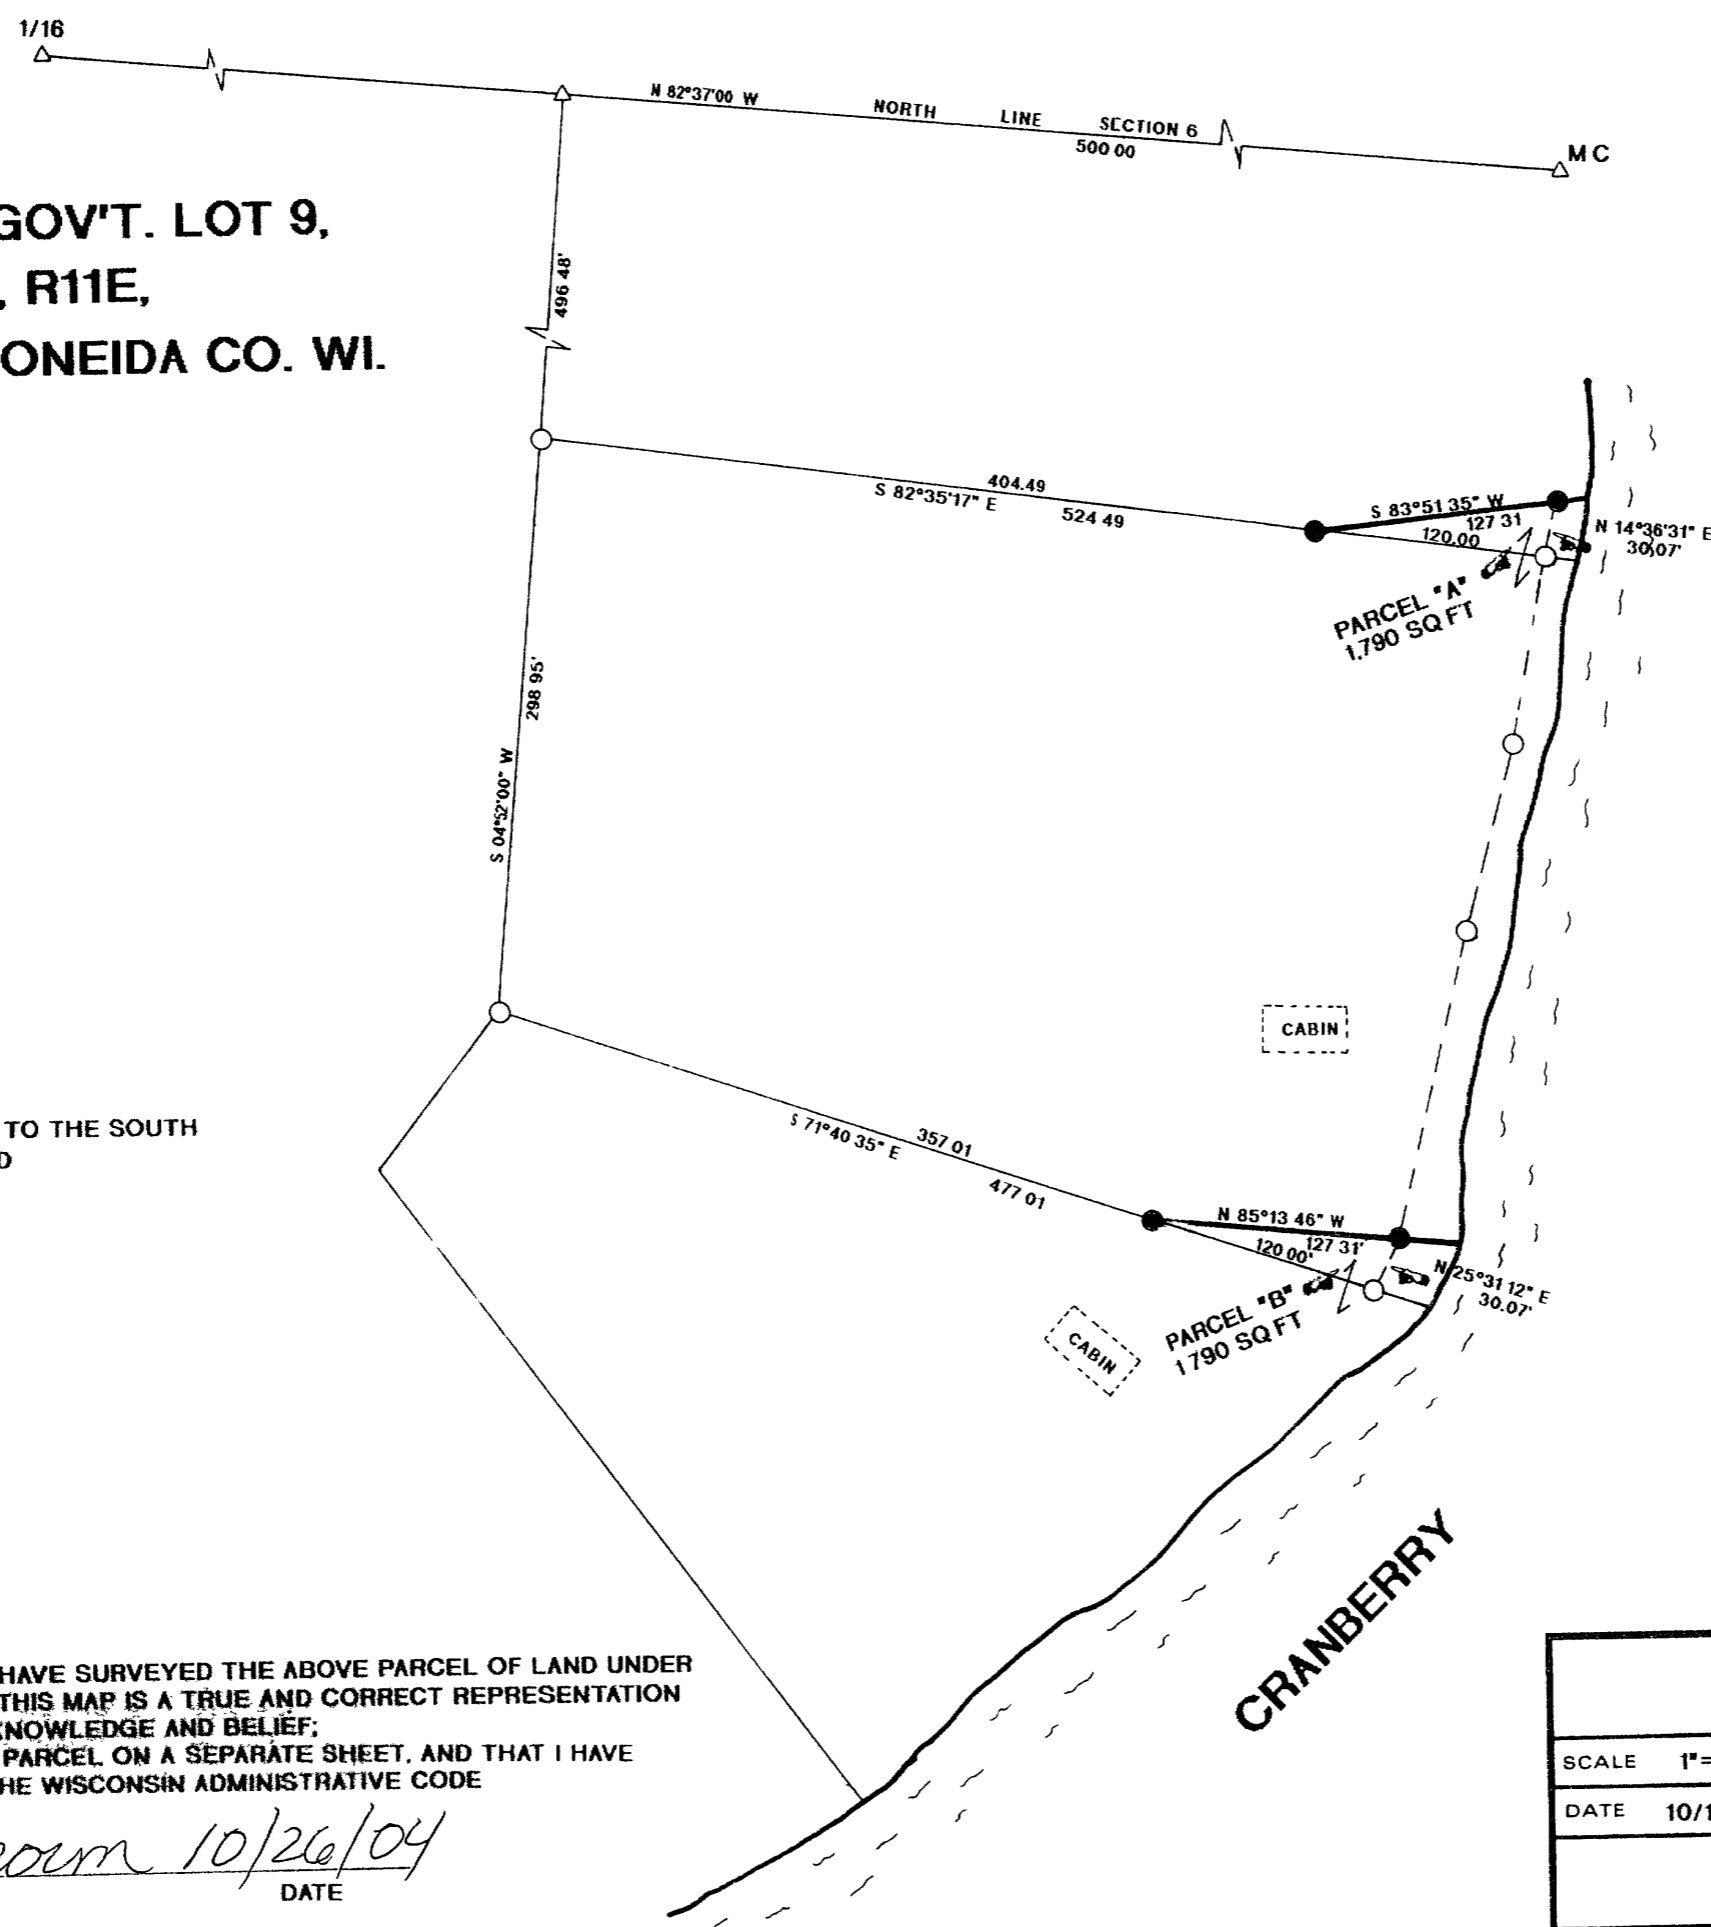 1/16
N 82°37'00 W
NORTH LINE SECTION 6
500 00
M C
GOV'T. LOT 9,
, R11E,
ONEIDA CO. WI.
496 48'
404.49
S 82°35'17" E
524 49
S 83°51 35" W
127 31
120.00
N 14°36'31" E
30.07'
PARCEL "A"
1,790 SQ FT
298 95'
S 04°52'00" W
CABIN
TO THE SOUTH
D
357 01
S 71°40 35" E
477 01
N 85°13 46" W
127 31'
120 00'
N 25°31 12" E
30.07'
PARCEL "B"
1 790 SQ FT
CABIN
CRANBERRY
HAVE SURVEYED THE ABOVE PARCEL OF LAND UNDER
THIS MAP IS A TRUE AND CORRECT REPRESENTATION
KNOWLEDGE AND BELIEF;
PARCEL ON A SEPARATE SHEET. AND THAT I HAVE
HE WISCONSIN ADMINISTRATIVE CODE
10/26/04
DATE
SCALE 1"=
DATE 10/1